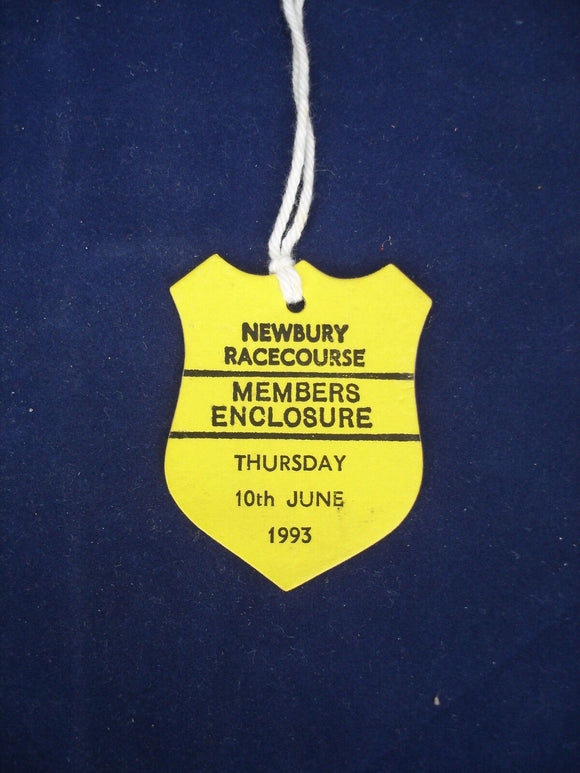 NEWBURY
RACECOURSE
MEMBERS
ENCLOSURE
THURSDAY
10th JUNE
1993